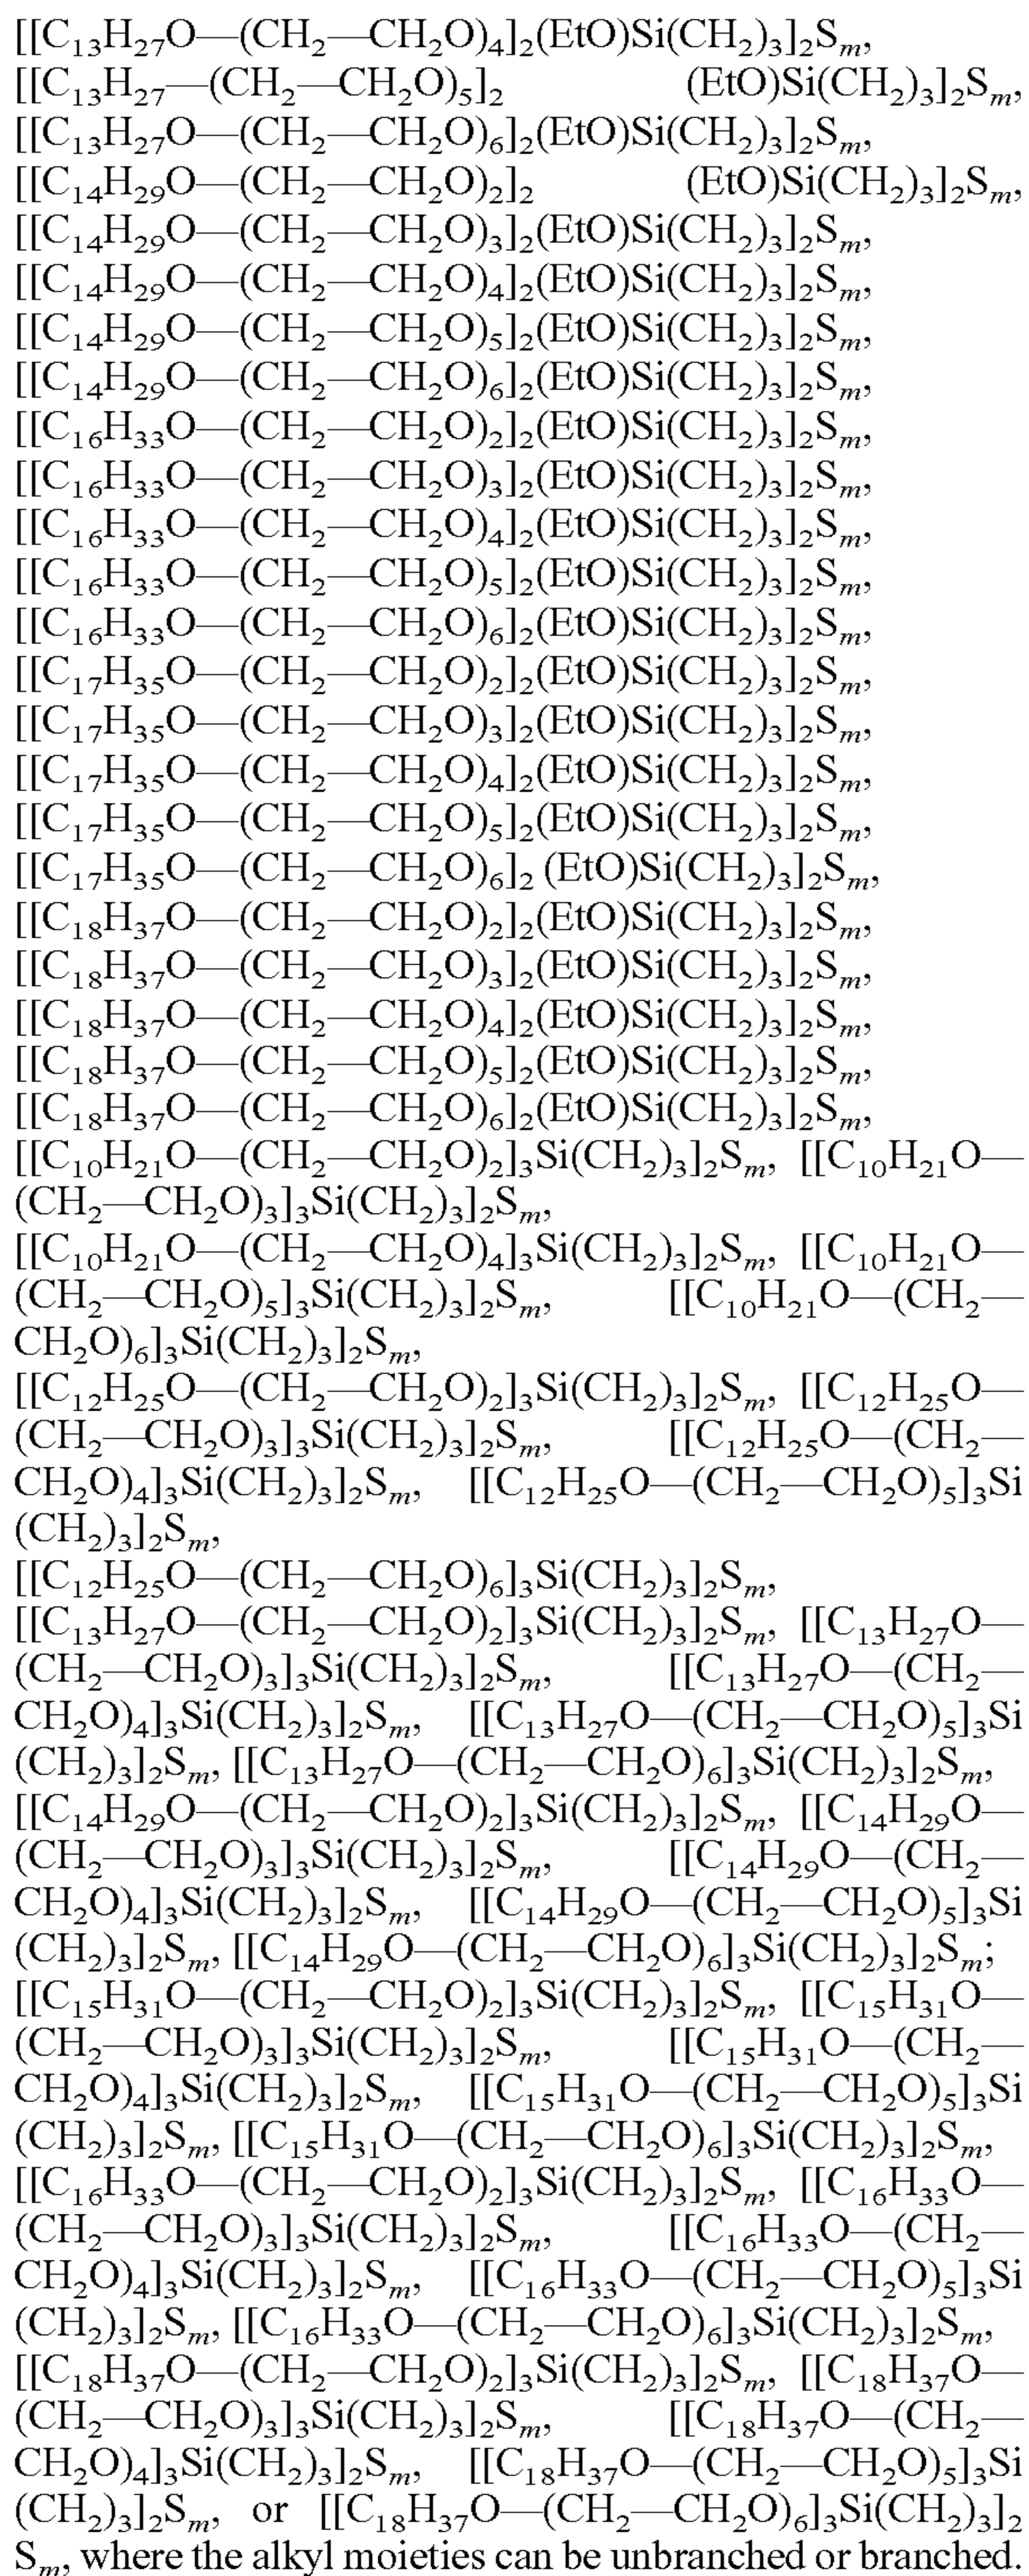 [[C₁₃H₂₇O—(CH₂—CH₂O)₄]₂(EtO)Si(CH₂)₃]₂Sₘ,
[[C₁₃H₂₇—(CH₂—CH₂O)₅]₂ (EtO)Si(CH₂)₃]₂Sₘ,
[[C₁₃H₂₇O—(CH₂—CH₂O)₆]₂(EtO)Si(CH₂)₃]₂Sₘ,
[[C₁₄H₂₉O—(CH₂—CH₂O)₂]₂ (EtO)Si(CH₂)₃]₂Sₘ,
[[C₁₄H₂₉O—(CH₂—CH₂O)₃]₂(EtO)Si(CH₂)₃]₂Sₘ,
[[C₁₄H₂₉O—(CH₂—CH₂O)₄]₂(EtO)Si(CH₂)₃]₂Sₘ,
[[C₁₄H₂₉O—(CH₂—CH₂O)₅]₂(EtO)Si(CH₂)₃]₂Sₘ,
[[C₁₄H₂₉O—(CH₂—CH₂O)₆]₂(EtO)Si(CH₂)₃]₂Sₘ,
[[C₁₆H₃₃O—(CH₂—CH₂O)₂]₂(EtO)Si(CH₂)₃]₂Sₘ,
[[C₁₆H₃₃O—(CH₂—CH₂O)₃]₂(EtO)Si(CH₂)₃]₂Sₘ,
[[C₁₆H₃₃O—(CH₂—CH₂O)₄]₂(EtO)Si(CH₂)₃]₂Sₘ,
[[C₁₆H₃₃O—(CH₂—CH₂O)₅]₂(EtO)Si(CH₂)₃]₂Sₘ,
[[C₁₆H₃₃O—(CH₂—CH₂O)₆]₂(EtO)Si(CH₂)₃]₂Sₘ,
[[C₁₇H₃₅O—(CH₂—CH₂O)₂]₂(EtO)Si(CH₂)₃]₂Sₘ,
[[C₁₇H₃₅O—(CH₂—CH₂O)₃]₂(EtO)Si(CH₂)₃]₂Sₘ,
[[C₁₇H₃₅O—(CH₂—CH₂O)₄]₂(EtO)Si(CH₂)₃]₂Sₘ,
[[C₁₇H₃₅O—(CH₂—CH₂O)₅]₂(EtO)Si(CH₂)₃]₂Sₘ,
[[C₁₇H₃₅O—(CH₂—CH₂O)₆]₂ (EtO)Si(CH₂)₃]₂Sₘ,
[[C₁₈H₃₇O—(CH₂—CH₂O)₂]₂(EtO)Si(CH₂)₃]₂Sₘ,
[[C₁₈H₃₇O—(CH₂—CH₂O)₃]₂(EtO)Si(CH₂)₃]₂Sₘ,
[[C₁₈H₃₇O—(CH₂—CH₂O)₄]₂(EtO)Si(CH₂)₃]₂Sₘ,
[[C₁₈H₃₇O—(CH₂—CH₂O)₅]₂(EtO)Si(CH₂)₃]₂Sₘ,
[[C₁₈H₃₇O—(CH₂—CH₂O)₆]₂(EtO)Si(CH₂)₃]₂Sₘ,
[[C₁₀H₂₁O—(CH₂—CH₂O)₂]₃Si(CH₂)₃]₂Sₘ, [[C₁₀H₂₁O—
(CH₂—CH₂O)₃]₃Si(CH₂)₃]₂Sₘ,
[[C₁₀H₂₁O—(CH₂—CH₂O)₄]₃Si(CH₂)₃]₂Sₘ, [[C₁₀H₂₁O—
(CH₂—CH₂O)₅]₃Si(CH₂)₃]₂Sₘ, [[C₁₀H₂₁O—(CH₂—
CH₂O)₆]₃Si(CH₂)₃]₂Sₘ,
[[C₁₂H₂₅O—(CH₂—CH₂O)₂]₃Si(CH₂)₃]₂Sₘ, [[C₁₂H₂₅O—
(CH₂—CH₂O)₃]₃Si(CH₂)₃]₂Sₘ, [[C₁₂H₂₅O—(CH₂—
CH₂O)₄]₃Si(CH₂)₃]₂Sₘ, [[C₁₂H₂₅O—(CH₂—CH₂O)₅]₃Si
(CH₂)₃]₂Sₘ,
[[C₁₂H₂₅O—(CH₂—CH₂O)₆]₃Si(CH₂)₃]₂Sₘ,
[[C₁₃H₂₇O—(CH₂—CH₂O)₂]₃Si(CH₂)₃]₂Sₘ, [[C₁₃H₂₇O—
(CH₂—CH₂O)₃]₃Si(CH₂)₃]₂Sₘ, [[C₁₃H₂₇O—(CH₂—
CH₂O)₄]₃Si(CH₂)₃]₂Sₘ, [[C₁₃H₂₇O—(CH₂—CH₂O)₅]₃Si
(CH₂)₃]₂Sₘ, [[C₁₃H₂₇O—(CH₂—CH₂O)₆]₃Si(CH₂)₃]₂Sₘ,
[[C₁₄H₂₉O—(CH₂—CH₂O)₂]₃Si(CH₂)₃]₂Sₘ, [[C₁₄H₂₉O—
(CH₂—CH₂O)₃]₃Si(CH₂)₃]₂Sₘ, [[C₁₄H₂₉O—(CH₂—
CH₂O)₄]₃Si(CH₂)₃]₂Sₘ, [[C₁₄H₂₉O—(CH₂—CH₂O)₅]₃Si
(CH₂)₃]₂Sₘ, [[C₁₄H₂₉O—(CH₂—CH₂O)₆]₃Si(CH₂)₃]₂Sₘ;
[[C₁₅H₃₁O—(CH₂—CH₂O)₂]₃Si(CH₂)₃]₂Sₘ, [[C₁₅H₃₁O—
(CH₂—CH₂O)₃]₃Si(CH₂)₃]₂Sₘ, [[C₁₅H₃₁O—(CH₂—
CH₂O)₄]₃Si(CH₂)₃]₂Sₘ, [[C₁₅H₃₁O—(CH₂—CH₂O)₅]₃Si
(CH₂)₃]₂Sₘ, [[C₁₅H₃₁O—(CH₂—CH₂O)₆]₃Si(CH₂)₃]₂Sₘ,
[[C₁₆H₃₃O—(CH₂—CH₂O)₂]₃Si(CH₂)₃]₂Sₘ, [[C₁₆H₃₃O—
(CH₂—CH₂O)₃]₃Si(CH₂)₃]₂Sₘ, [[C₁₆H₃₃O—(CH₂—
CH₂O)₄]₃Si(CH₂)₃]₂Sₘ, [[C₁₆H₃₃O—(CH₂—CH₂O)₅]₃Si
(CH₂)₃]₂Sₘ, [[C₁₆H₃₃O—(CH₂—CH₂O)₆]₃Si(CH₂)₃]₂Sₘ,
[[C₁₈H₃₇O—(CH₂—CH₂O)₂]₃Si(CH₂)₃]₂Sₘ, [[C₁₈H₃₇O—
(CH₂—CH₂O)₃]₃Si(CH₂)₃]₂Sₘ, [[C₁₈H₃₇O—(CH₂—
CH₂O)₄]₃Si(CH₂)₃]₂Sₘ, [[C₁₈H₃₇O—(CH₂—CH₂O)₅]₃Si
(CH₂)₃]₂Sₘ, or [[C₁₈H₃₇O—(CH₂—CH₂O)₆]₃Si(CH₂)₃]₂
Sₘ, where the alkyl moieties can be unbranched or branched.